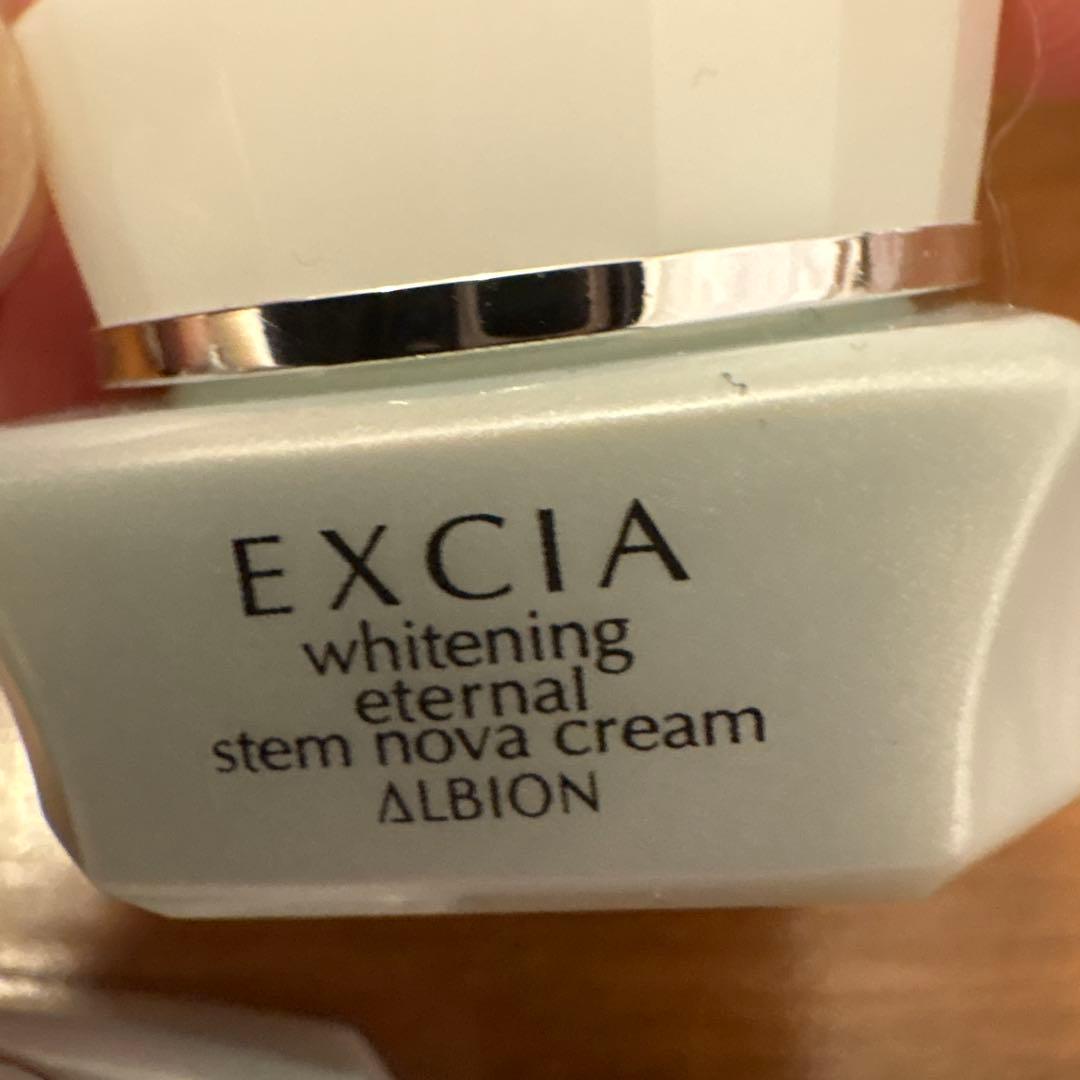 EXCIA
whitening
eternal
stem nova cream
ALBION